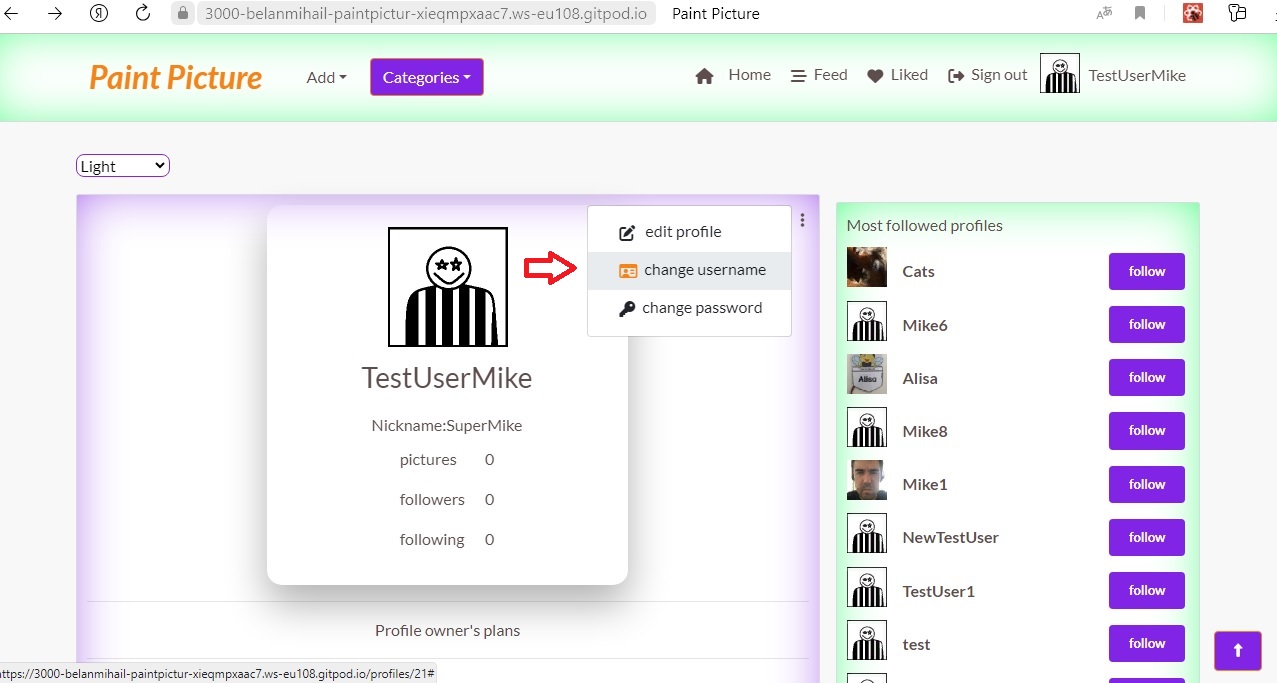 3000-belanmihail-paintpictur-xieqmpxaac7.ws-eu108.gitpod.io Paint Picture
Paint Picture Add Categories Home Feed Liked Sign out TestUserMike
Light
edit profile
change username
change password
TestUserMike
Nickname:SuperMike
pictures 0
followers 0
following 0
Profile owner's plans
Most followed profiles
Cats follow
Mike6 follow
Alisa follow
Mike8 follow
Mike1 follow
NewTestUser follow
TestUser1 follow
test follow
https://3000-belanmihail-paintpictur-xieqmpxaac7.ws-eu108.gitpod.io/profiles/21#